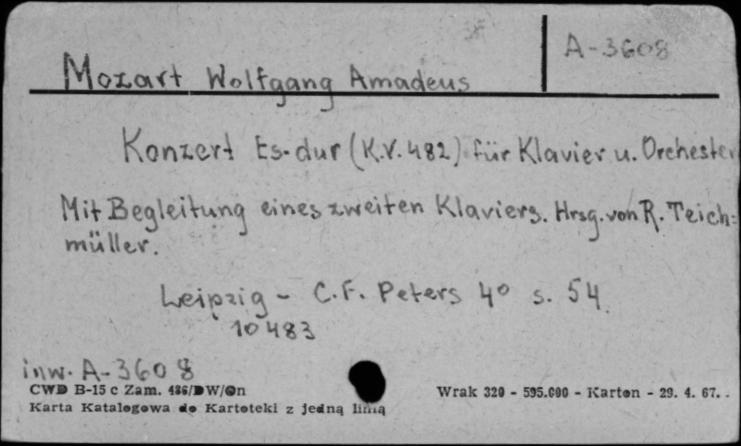 A-3608
Mozart Wolfgang Amadeus
Konzert Es-dur (K.V. 482) für Klavier u. Orchester
Mit Begleitung eines zweiten Klaviers. Hrsg. von R. Teich=
müller.
Leipzig - C.F. Peters 4° s. 54
10483
inw. A-3608
CWD B-15 c Zam. 486/DW/On
Wrak 320 - 595.000 - Karton - 29. 4. 67.
Karta Katalogowa do Kartoteki z jedną linią